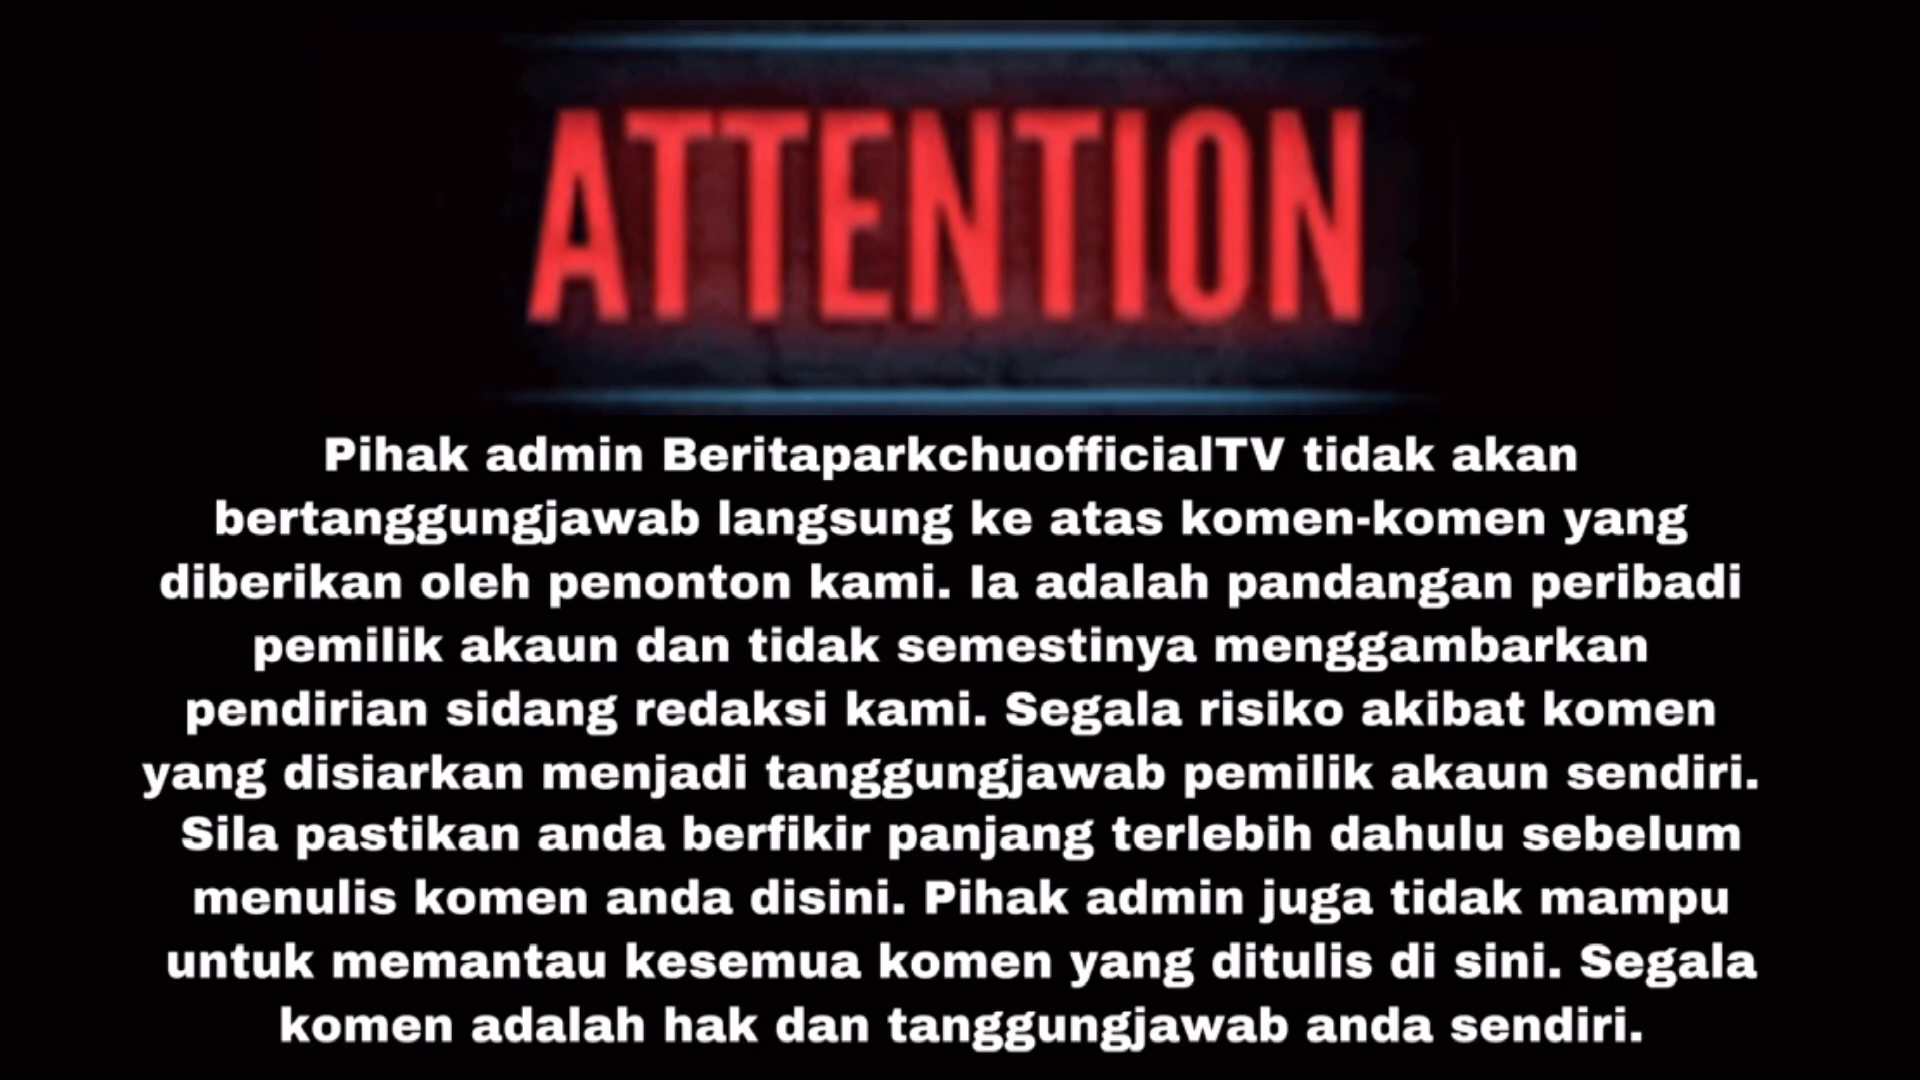 ATTENTION
Pihak admin BeritaparkchuofficialTV tidak akan
bertanggungjawab langsung ke atas komen-komen yang
diberikan oleh penonton kami. Ia adalah pandangan peribadi
pemilik akaun dan tidak semestinya menggambarkan
pendirian sidang redaksi kami. Segala risiko akibat komen
yang disiarkan menjadi tanggungjawab pemilik akaun sendiri.
Sila pastikan anda berfikir panjang terlebih dahulu sebelum
menulis komen anda disini. Pihak admin juga tidak mampu
untuk memantau kesemua komen yang ditulis di sini. Segala
komen adalah hak dan tanggungjawab anda sendiri.